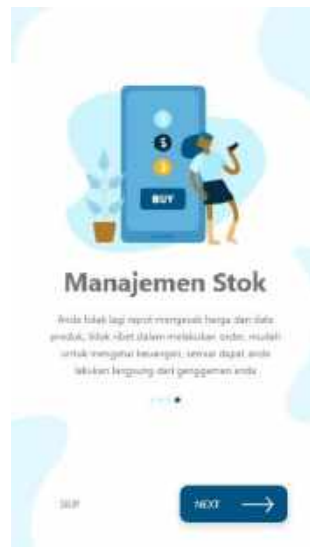 $
$
BUY
Manajemen Stok
Anda tidak lagi repot mengecek harga dan data
produk, tidak ribet dalam melakukan order, mudah
untuk mengatur keuangan, semua dapat anda
lakukan langsung dari genggaman anda
SKIP
NEXT